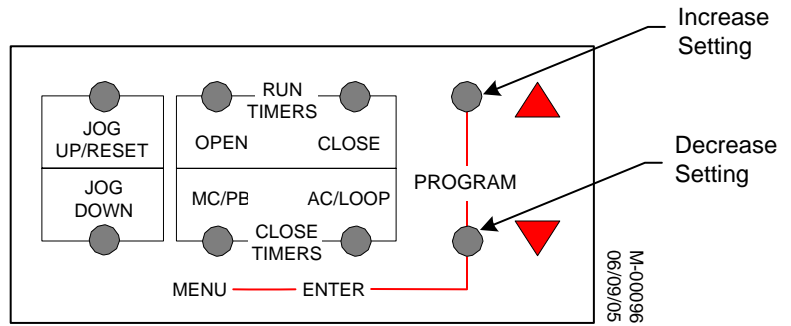 Increase
Setting
RUN
TIMERS
JOG
UP/RESET
OPEN
CLOSE
Decrease
Setting
JOG
DOWN
MC/PB
AC/LOOP
PROGRAM
CLOSE
TIMERS
MENU
ENTER
M-00096
06/09/05